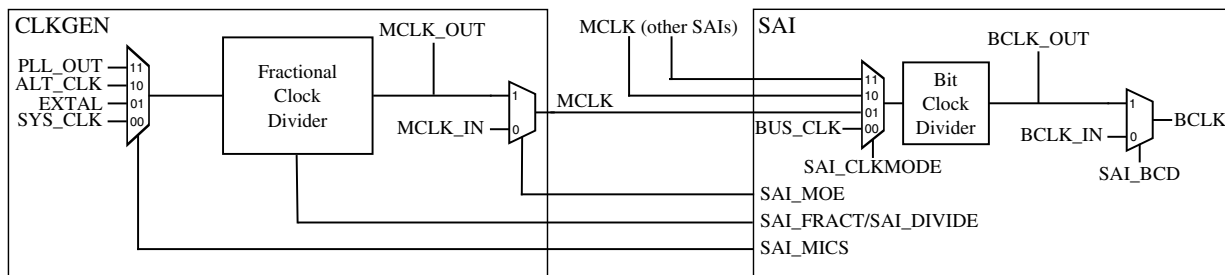 CLKGEN
PLL_OUT
ALT_CLK
EXTAL
SYS_CLK
11
10
01
00
Fractional
Clock
Divider
MCLK_OUT
MCLK_IN
1
0
MCLK
MCLK (other SAIs)
SAI
BUS_CLK
11
10
01
00
SAI_CLKMODE
Bit
Clock
Divider
BCLK_OUT
BCLK_IN
1
0
BCLK
SAI_BCD
SAI_MOE
SAI_FRACT/SAI_DIVIDE
SAI_MICS